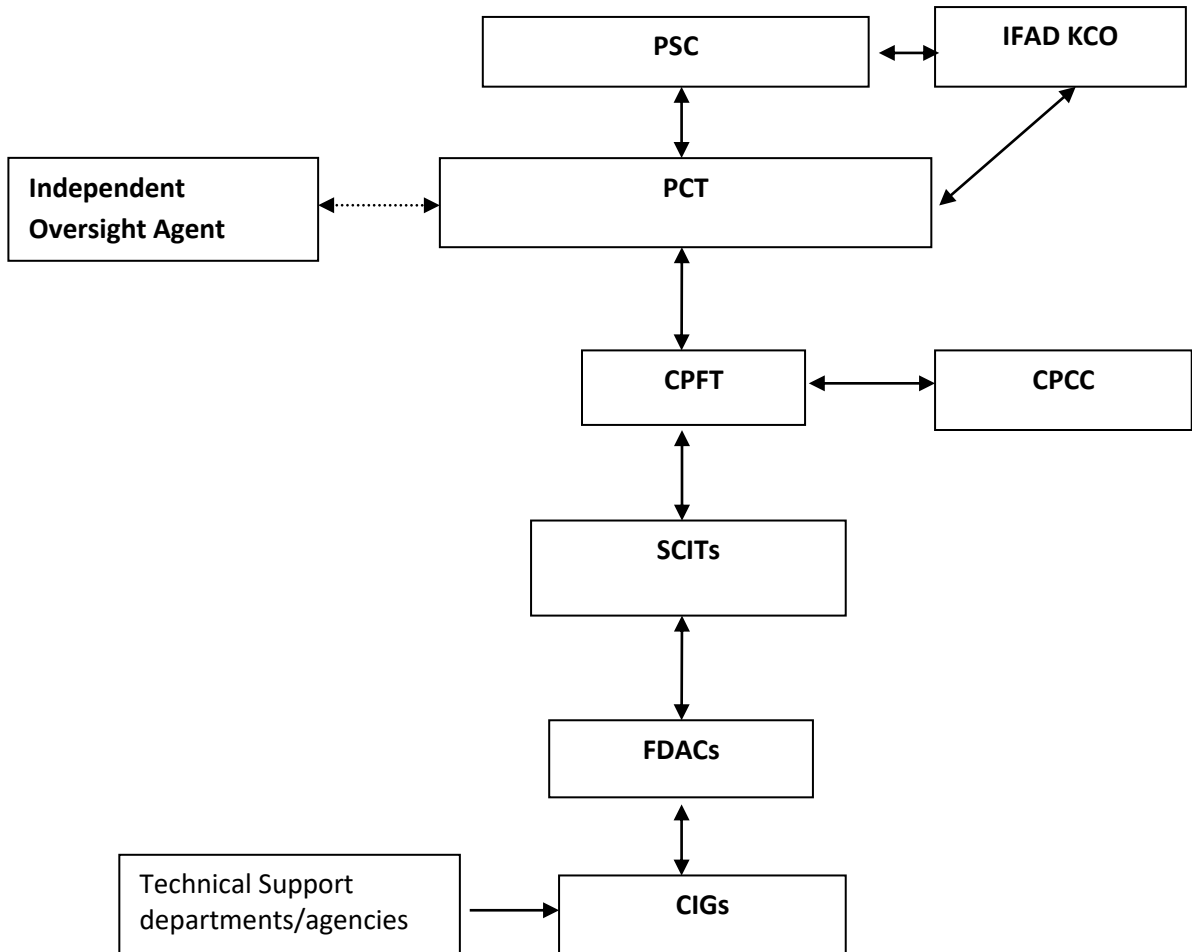 PSC
IFAD KCO
Independent
Oversight Agent
PCT
CPFT
CPCC
SCITs
FDACs
Technical Support
departments/agencies
CIGs